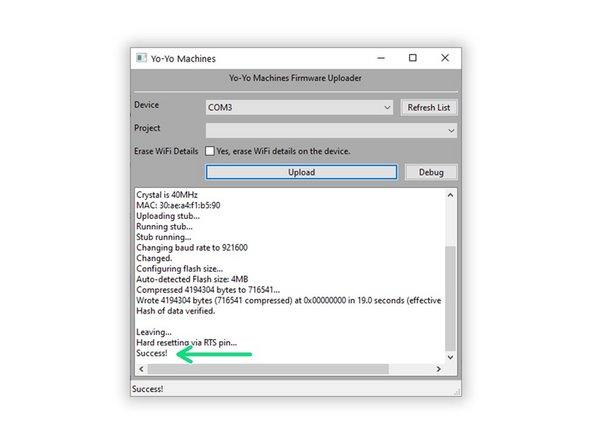 Yo-Yo Machines
Yo-Yo Machines Firmware Uploader
Device COM3 Refresh List
Project
Erase WiFi Details Yes, erase WiFi details on the device.
Upload Debug
Crystal is 40MHz
MAC: 30:ae:a4:f1:b5:90
Uploading stub...
Running stub...
Stub running...
Changing baud rate to 921600
Changed.
Configuring flash size...
Auto-detected Flash size: 4MB
Compressed 4194304 bytes to 716541...
Wrote 4194304 bytes (716541 compressed) at 0x00000000 in 19.0 seconds (effective
Hash of data verified.
Leaving...
Hard resetting via RTS pin...
Success!
Success!